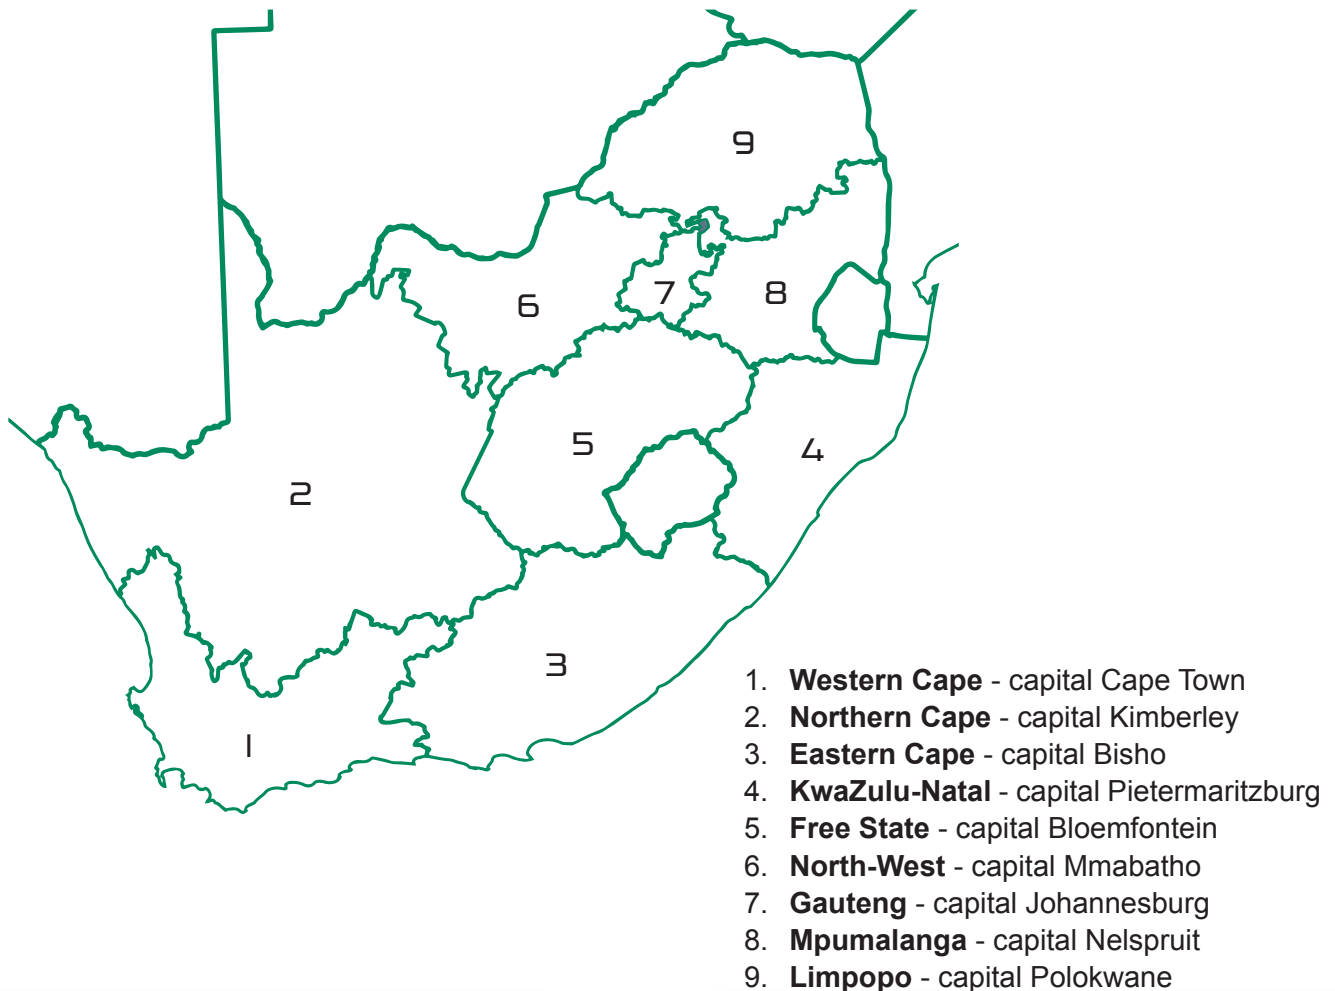 9
6
7
8
5
4
2
3
1
1. Western Cape - capital Cape Town
2. Northern Cape - capital Kimberley
3. Eastern Cape - capital Bisho
4. KwaZulu-Natal - capital Pietermaritzburg
5. Free State - capital Bloemfontein
6. North-West - capital Mmabatho
7. Gauteng - capital Johannesburg
8. Mpumalanga - capital Nelspruit
9. Limpopo - capital Polokwane